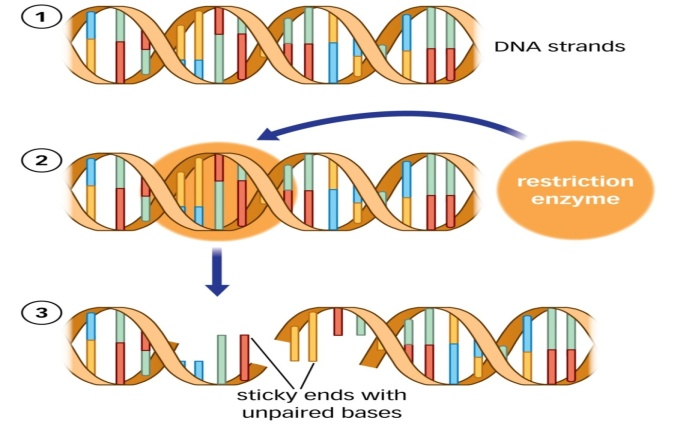 1
DNA strands
2
restriction
enzyme
3
sticky ends with
unpaired bases